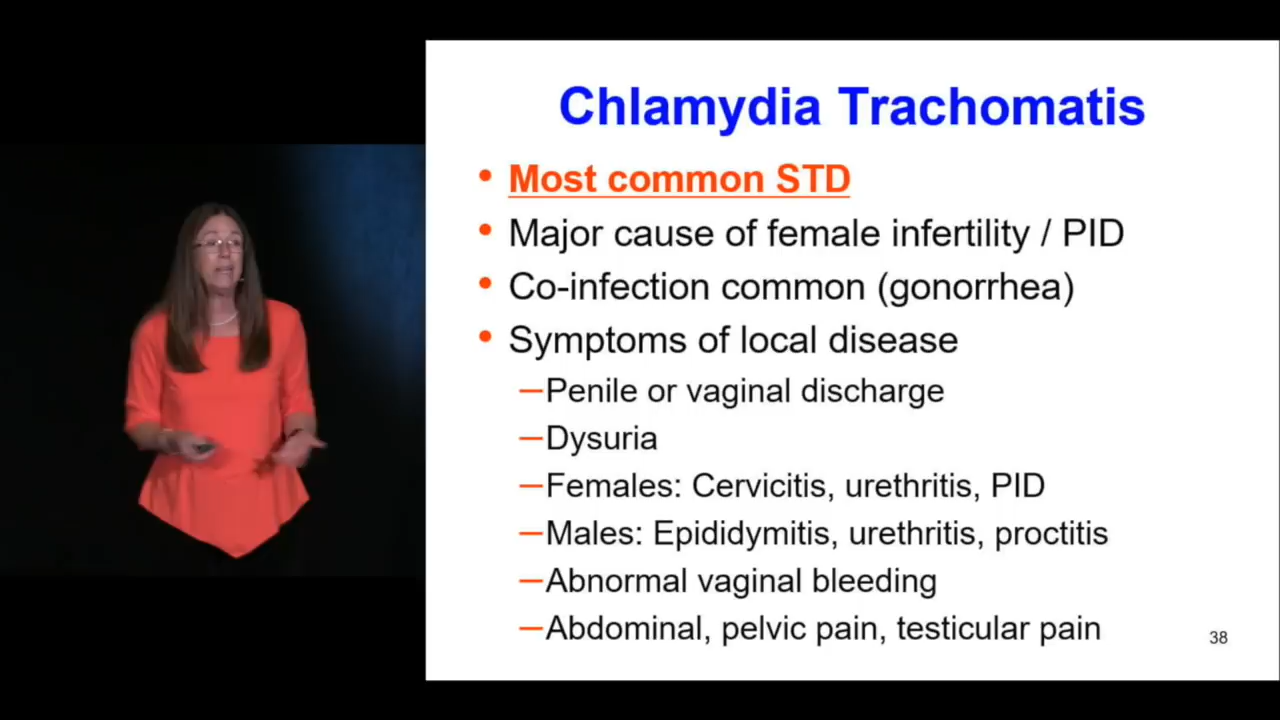 Chlamydia Trachomatis
• Most common STD
• Major cause of female infertility / PID
• Co-infection common (gonorrhea)
• Symptoms of local disease
–Penile or vaginal discharge
–Dysuria
–Females: Cervicitis, urethritis, PID
–Males: Epididymitis, urethritis, proctitis
–Abnormal vaginal bleeding
–Abdominal, pelvic pain, testicular pain
38